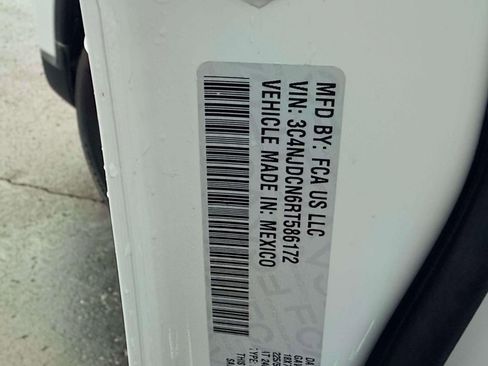 MFD BY: FCA US LLC
VIN: 3C4NJDCN6RT586172
VEHICLE MADE IN: MEXICO